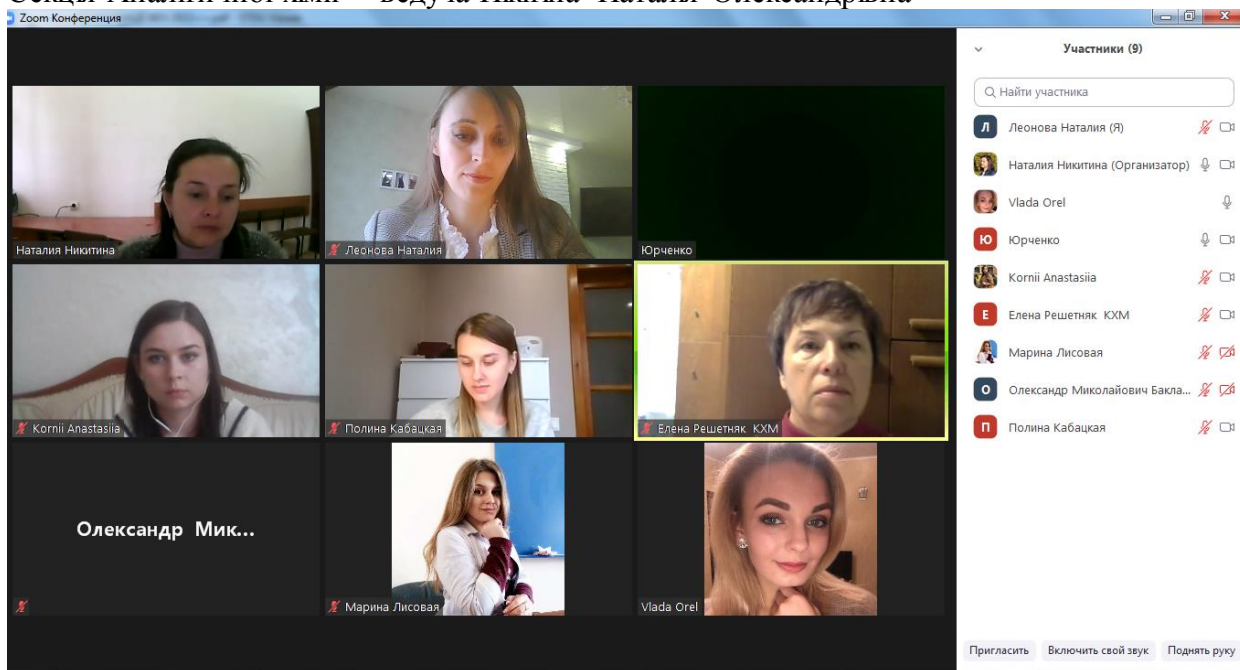 Zoom Конференция
Участники (9)
Найти участника
Леонова Наталия (Я)
Наталия Никитина (Организатор)
Vlada Orel
Юрченко
Kornii Anastasiia
Елена Решетняк КХМ
Марина Лисовая
Олександр Миколайович Бакла...
Полина Кабацкая
Наталия Никитина
Леонова Наталия
Юрченко
Kornii Anastasiia
Полина Кабацкая
Елена Решетняк КХМ
Олександр Мик...
Марина Лисовая
Vlada Orel
Л
Ю
Е
О
П
Пригласить
Включить свой звук
Поднять руку